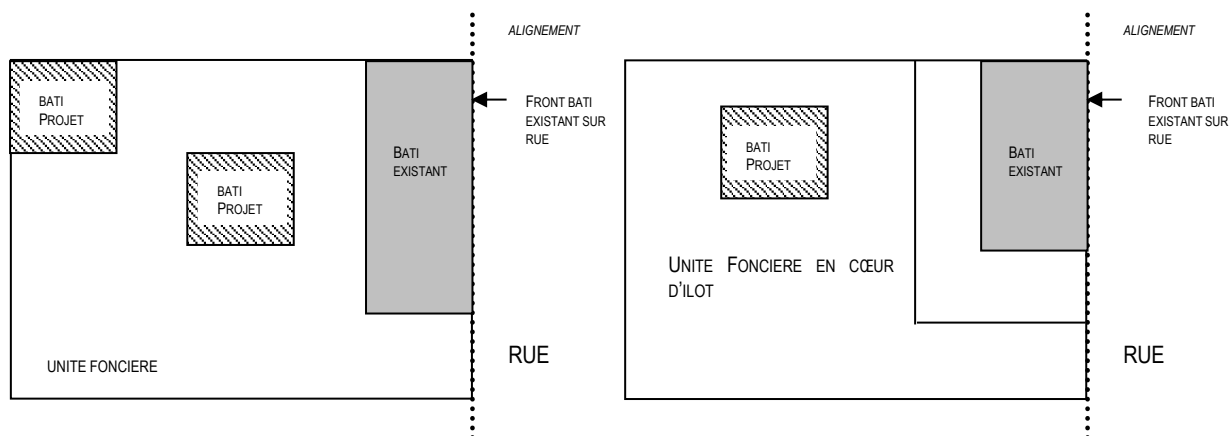 ALIGNEMENT
BATI
PROJET
FRONT BATI
EXISTANT SUR
RUE
BATI
EXISTANT
BATI
PROJET
UNITE FONCIERE
RUE
ALIGNEMENT
BATI
PROJET
FRONT BATI
EXISTANT SUR
RUE
BATI
EXISTANT
UNITE FONCIERE EN CŒUR
D'ILOT
RUE